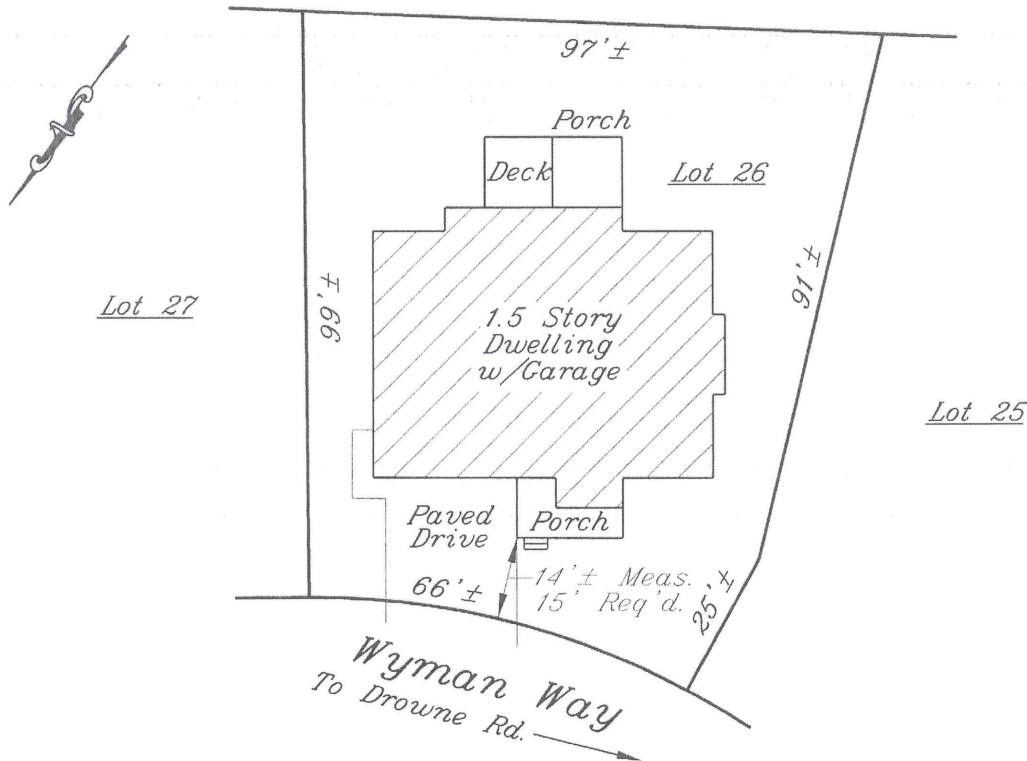 97'±
Porch
Deck
Lot 26
Lot 27
99'±
91'±
1.5 Story
Dwelling
w/Garage
Lot 25
Paved
Drive
Porch
66'±
14'± Meas.
15' Req'd.
25'±
Wyman Way
To Drowne Rd.